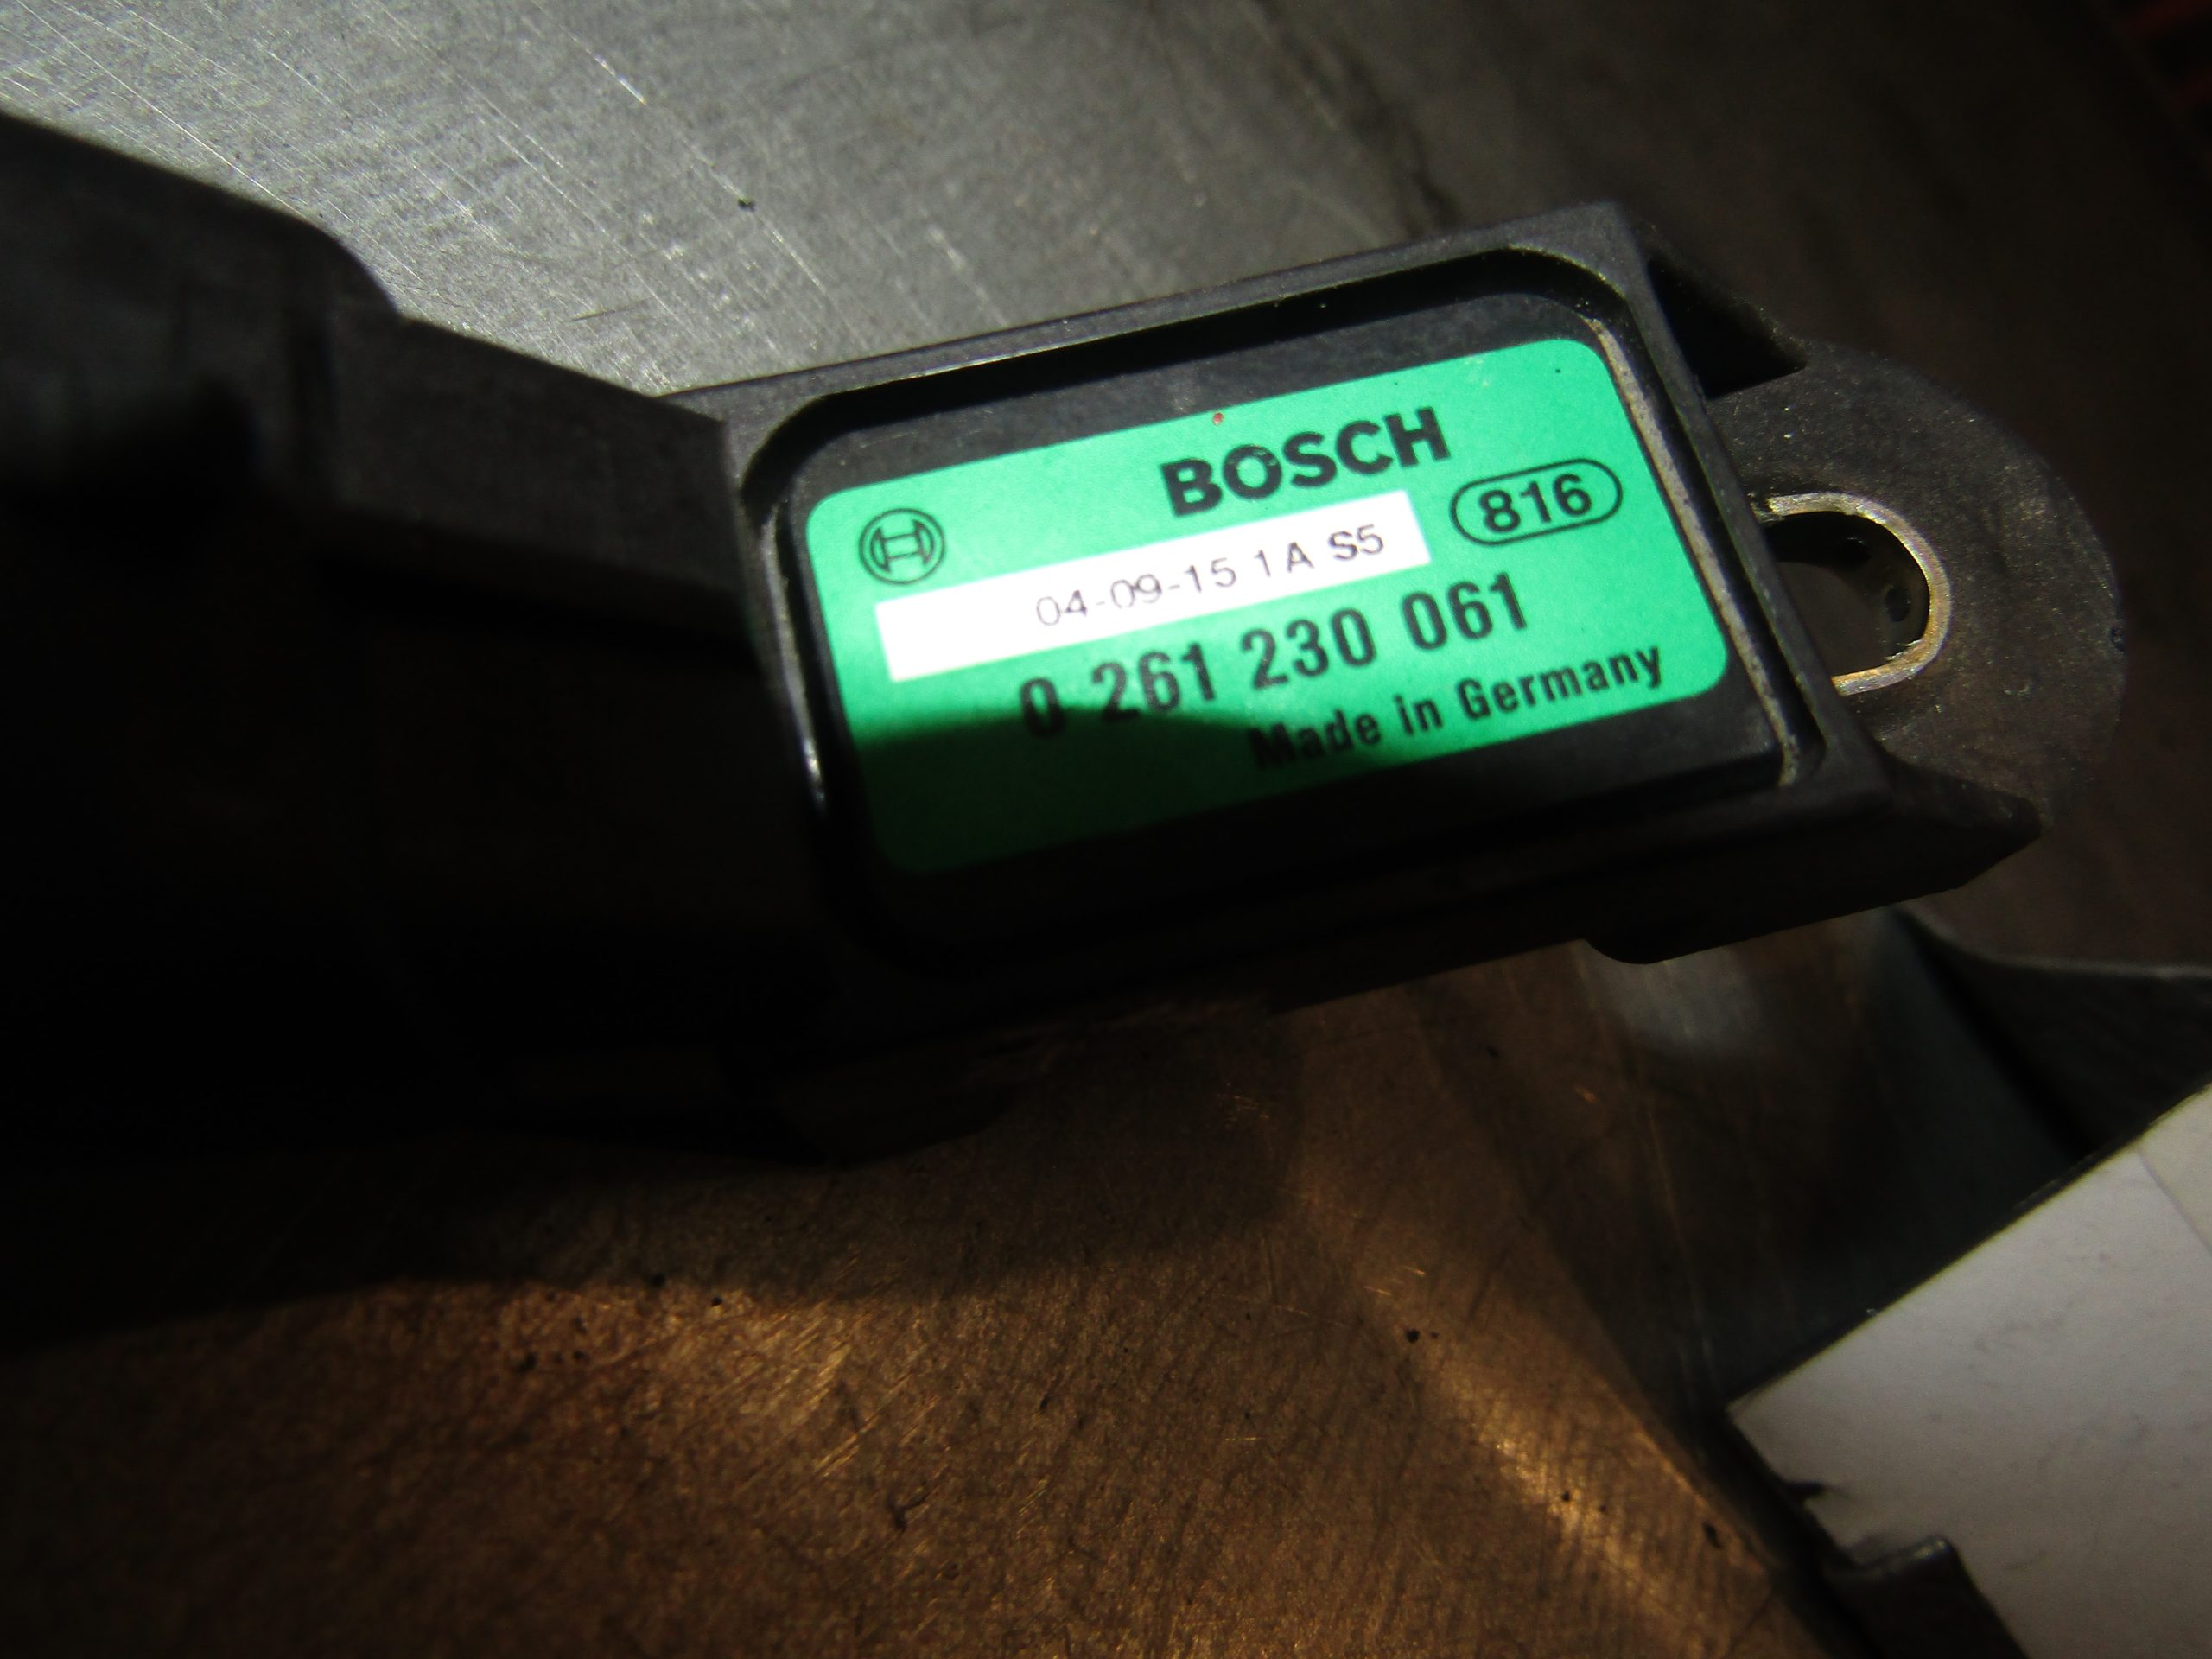 BOSCH
816
04-09-15 1A S5
0 261 230 061
Made in Germany